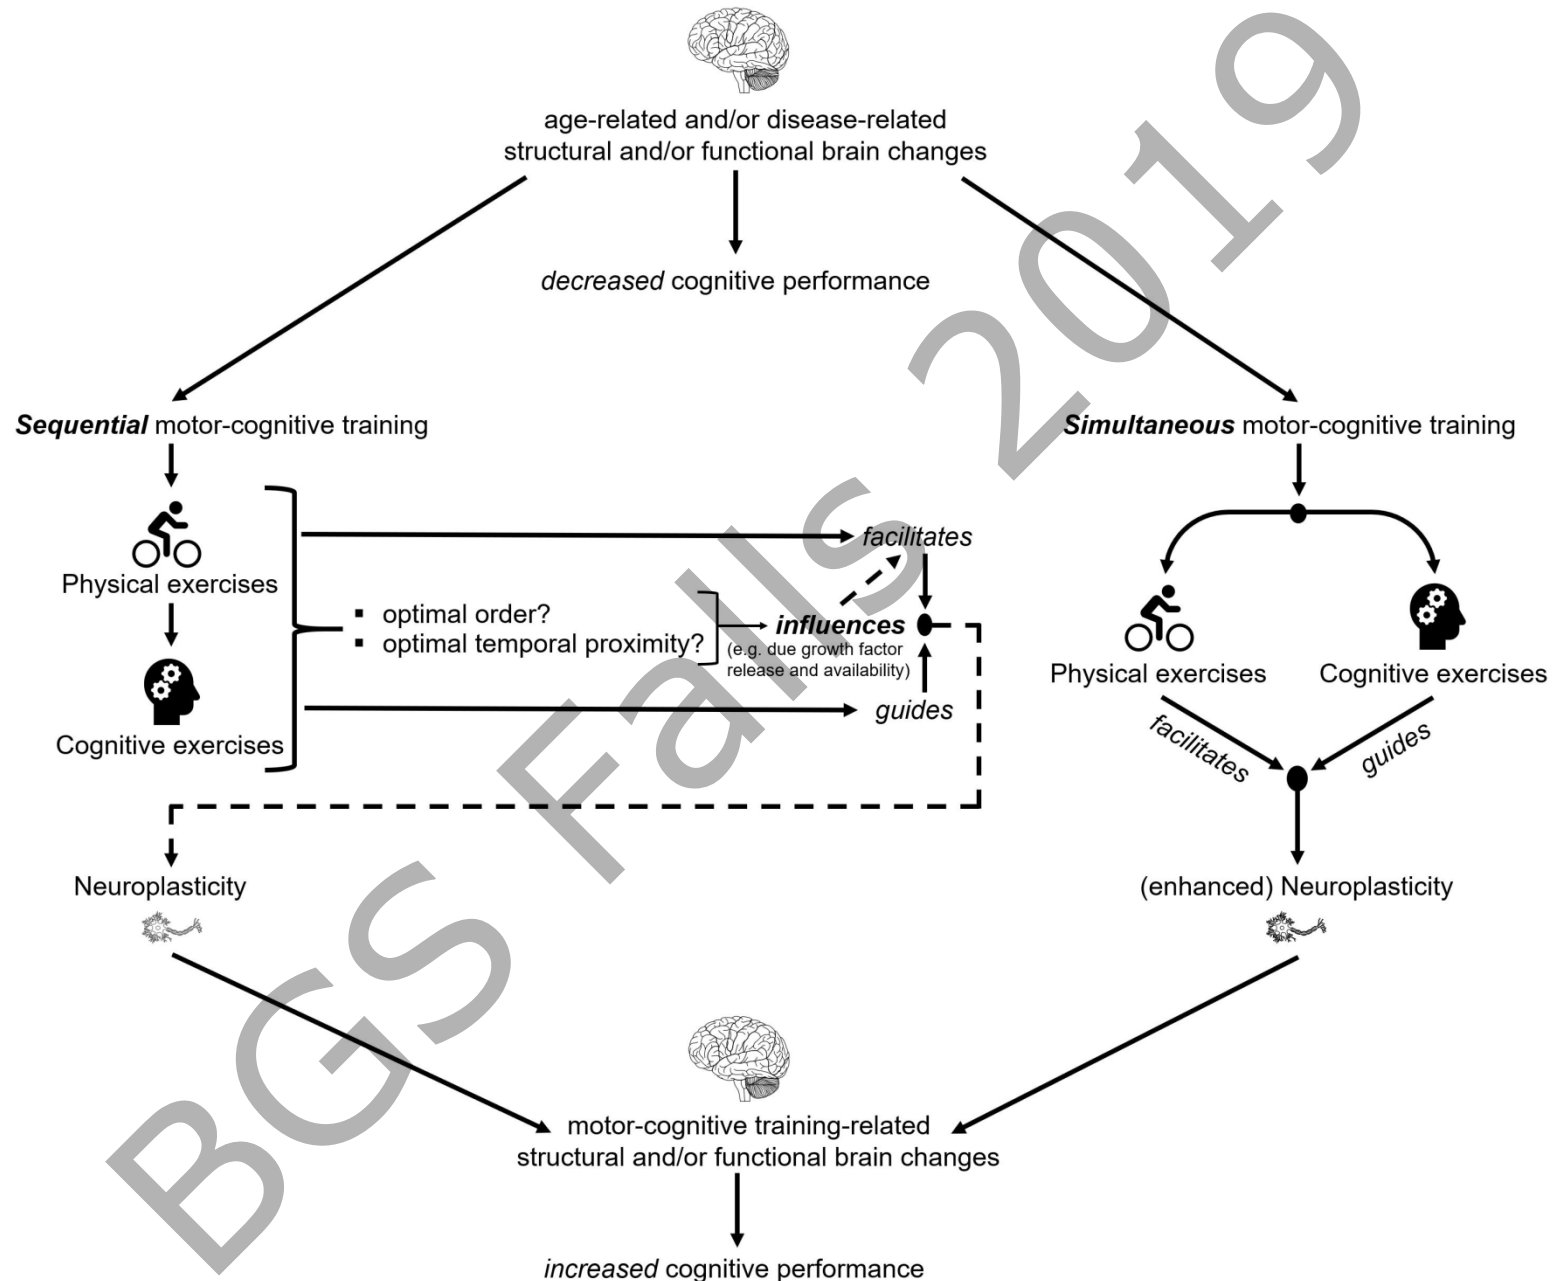 age-related and/or disease-related
structural and/or functional brain changes
decreased cognitive performance
Sequential motor-cognitive training
Physical exercises
Cognitive exercises
▪ optimal order?
▪ optimal temporal proximity?
influences
(e.g. due growth factor
release and availability)
facilitates
guides
Neuroplasticity
Simultaneous motor-cognitive training
Physical exercises
Cognitive exercises
facilitates
guides
(enhanced) Neuroplasticity
motor-cognitive training-related
structural and/or functional brain changes
increased cognitive performance
BGS Falls 2019